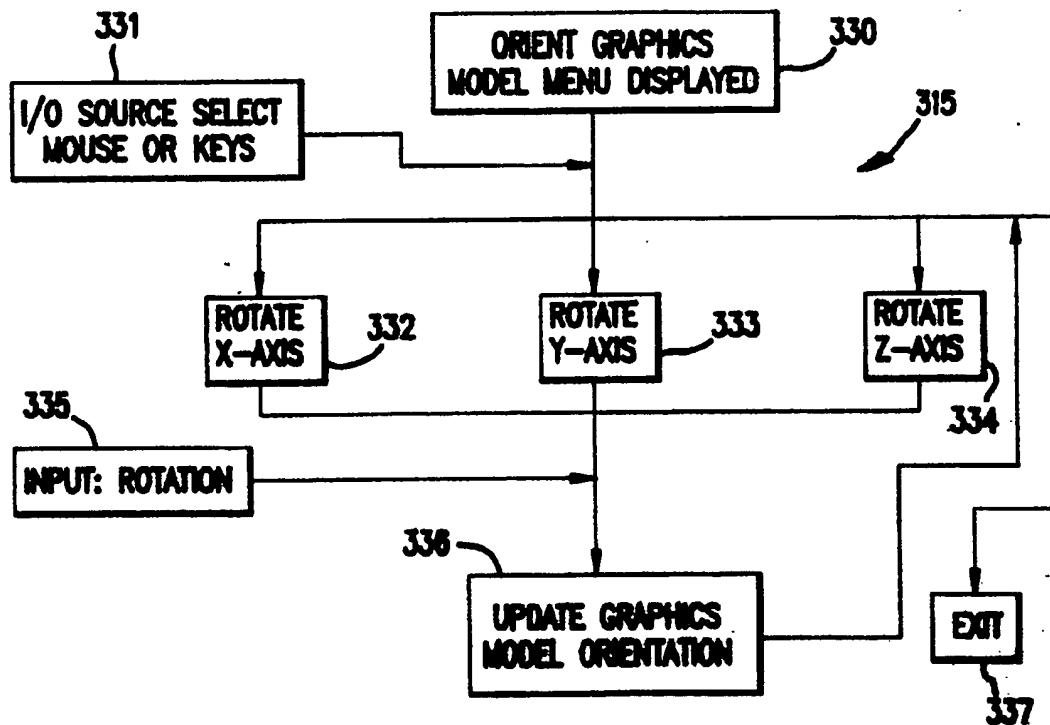 331
I/O SOURCE SELECT
MOUSE OR KEYS
ORIENT GRAPHICS
MODEL MENU DISPLAYED
330
315
ROTATE
X-AXIS
332
ROTATE
Y-AXIS
333
ROTATE
Z-AXIS
334
335
INPUT: ROTATION
336
UPDATE GRAPHICS
MODEL ORIENTATION
EXIT
337